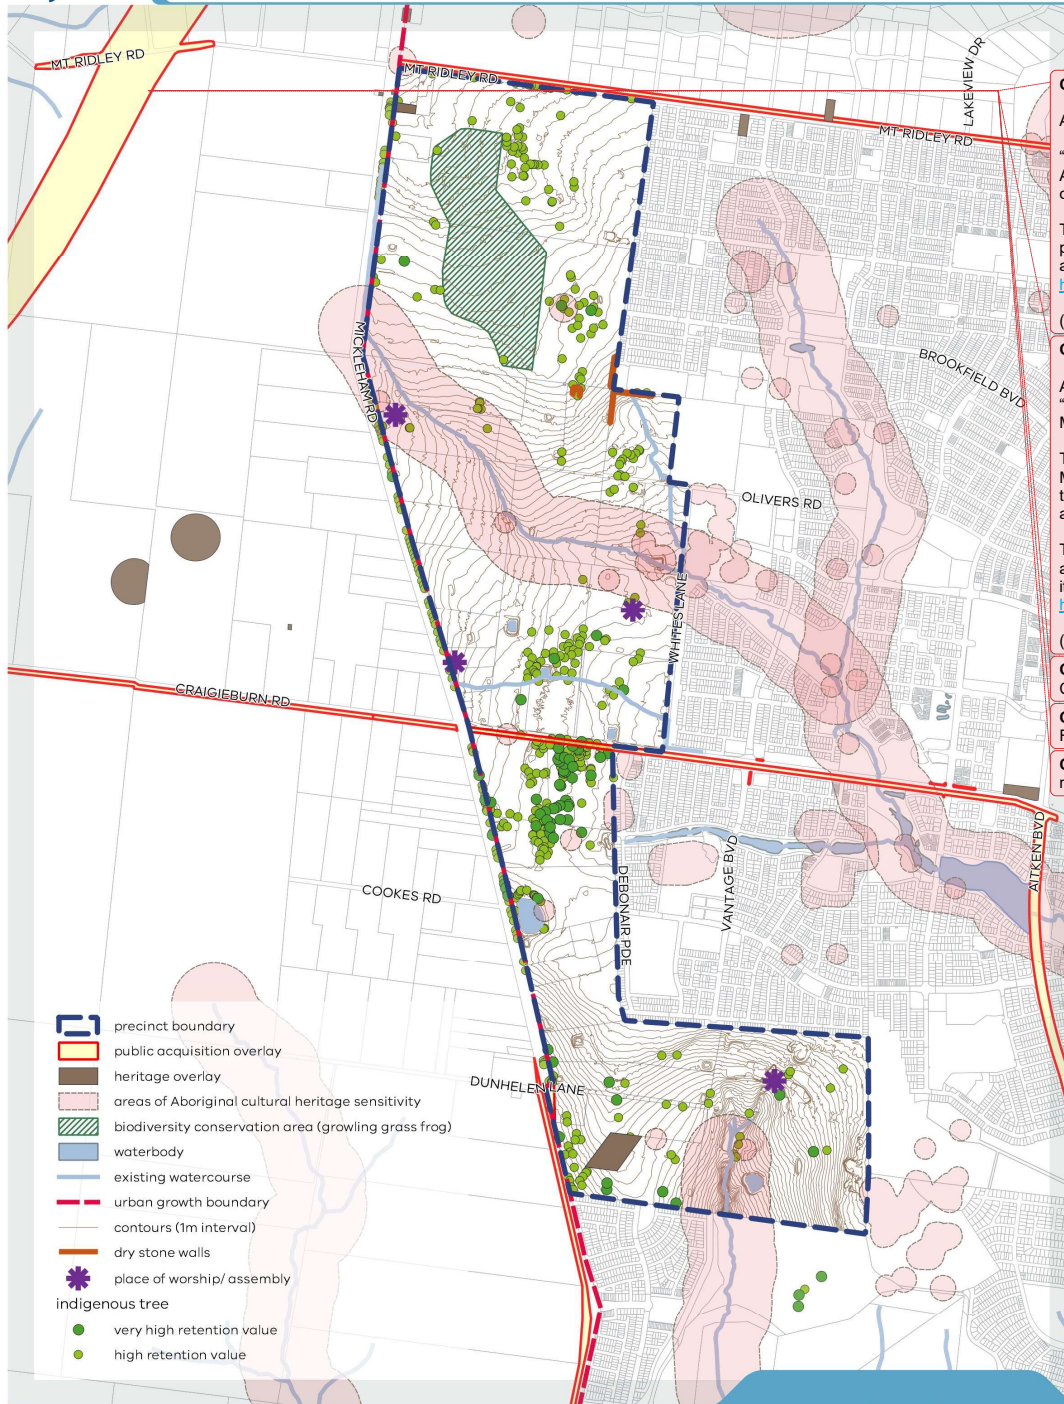 MT RIDLEY RD
MT RIDLEY RD
LAKEVIEW DR
MT RIDLEY RD
MICKLEHAM RD
BROOKFIELD BVD
OLIVERS RD
WHITES LANE
CRAIGIEBURN RD
AITKEN BVD
VANTAGE BVD
DEBONAIR PDE
COOKES RD
DUNHELEN LANE
precinct boundary
public acquisition overlay
heritage overlay
areas of Aboriginal cultural heritage sensitivity
biodiversity conservation area (growling grass frog)
waterbody
existing watercourse
urban growth boundary
contours (1m interval)
dry stone walls
place of worship/ assembly
indigenous tree
very high retention value
high retention value